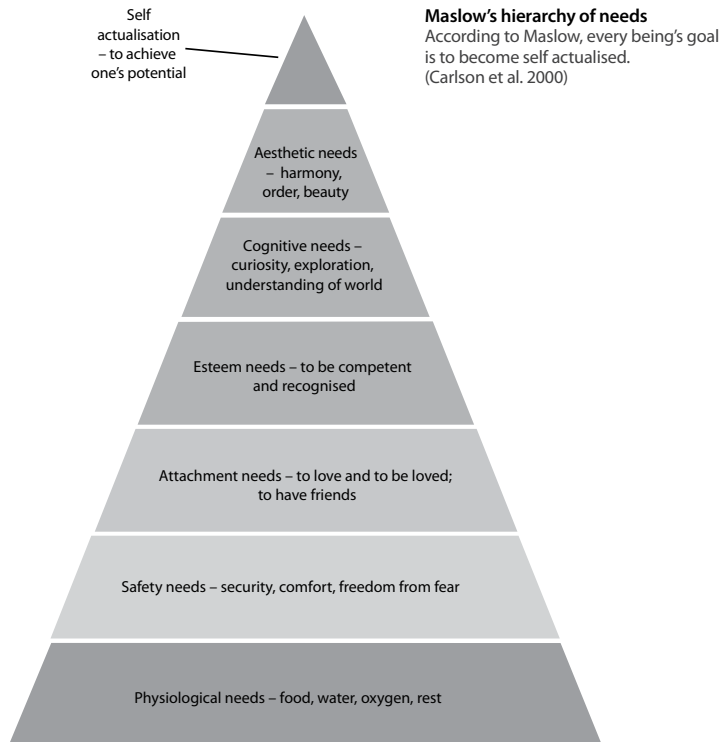 Self
actualisation
– to achieve
one's potential
Maslow's hierarchy of needs
According to Maslow, every being's goal
is to become self actualised.
(Carlson et al. 2000)
Aesthetic needs
– harmony,
order, beauty
Cognitive needs –
curiosity, exploration,
understanding of world
Esteem needs – to be competent
and recognised
Attachment needs – to love and to be loved;
to have friends
Safety needs – security, comfort, freedom from fear
Physiological needs – food, water, oxygen, rest